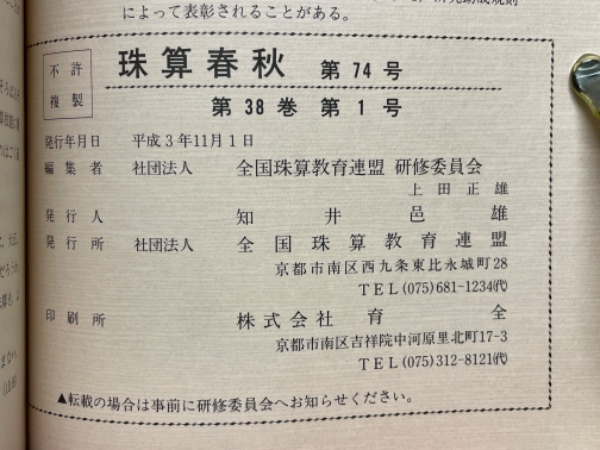 によって表彰されることがある。
不許
複製
珠算春秋 第74号
第38巻 第1号
発行年月日 平成3年11月1日
編集者 社団法人 全国珠算教育連盟 研修委員会
上田正雄
発行人 知井邑雄
発行所 社団法人 全国珠算教育連盟
京都市南区西九条東比永城町28
TEL(075)681-1234㈹
印刷所 株式会社 育全
京都市南区吉祥院中河原里北町17-3
TEL(075)312-8121㈹
▲転載の場合は事前に研修委員会へお知らせください。